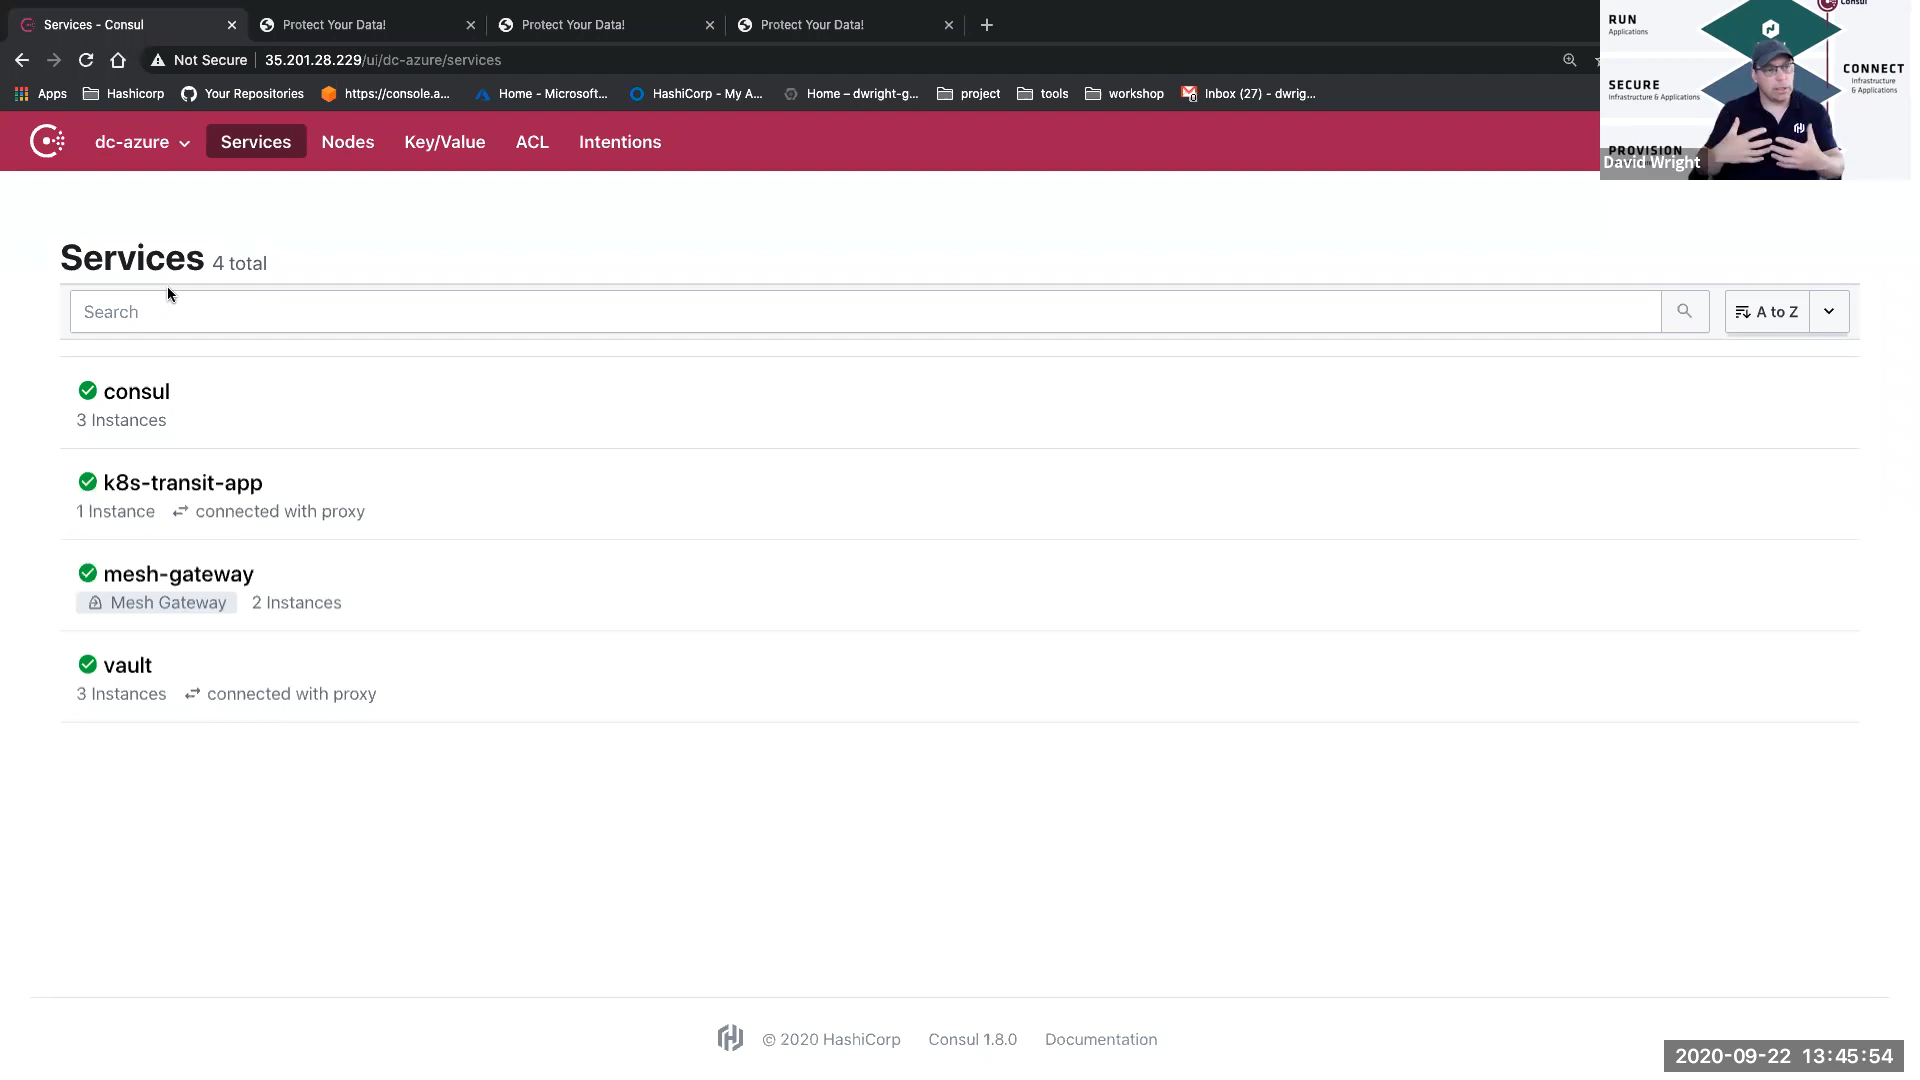 Services - Consul
Protect Your Data!
Protect Your Data!
Protect Your Data!
Not Secure
35.201.28.229/ui/dc-azure/services
Apps
Hashicorp
Your Repositories
https://console.a...
Home - Microsoft...
HashiCorp - My A...
Home – dwright-g...
project
tools
workshop
Inbox (27) - dwrig...
Consul
RUN
Applications
CONNECT
Infrastructure
& Applications
SECURE
Infrastructure & Applications
PROVISION
David Wright
dc-azure
Services
Nodes
Key/Value
ACL
Intentions
Services 4 total
Search
A to Z
consul
3 Instances
k8s-transit-app
1 Instance connected with proxy
mesh-gateway
Mesh Gateway 2 Instances
vault
3 Instances connected with proxy
© 2020 HashiCorp
Consul 1.8.0
Documentation
2020-09-22 13:45:54